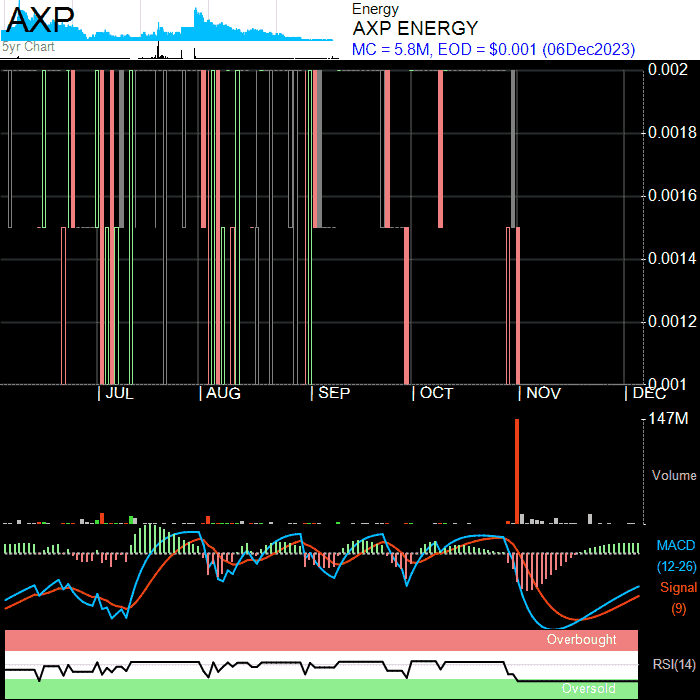 AXP
5yr Chart
Energy
AXP ENERGY
MC = 5.8M, EOD = $0.001 (06Dec2023)
0.002
0.0018
0.0016
0.0014
0.0012
0.001
JUL AUG SEP OCT NOV DEC
147M
Volume
MACD
(12-26)
Signal
(9)
Overbought
RSI(14)
Oversold